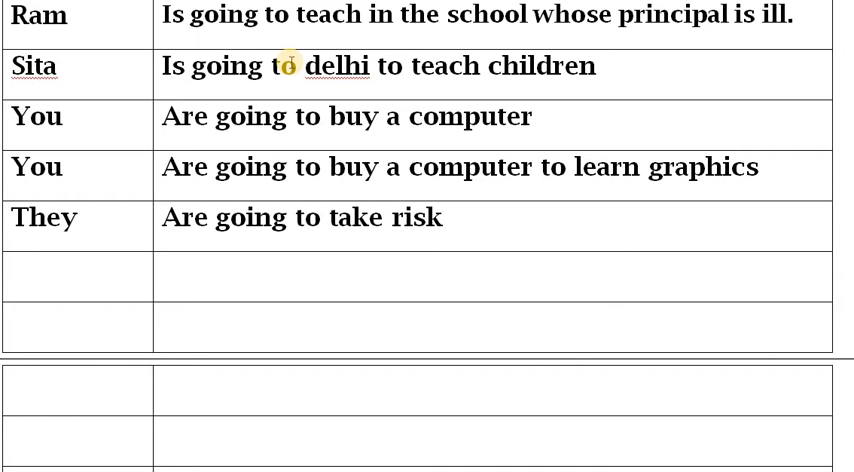 Ram Is going to teach in the school whose principal is ill.
Sita Is going to delhi to teach children
You Are going to buy a computer
You Are going to buy a computer to learn graphics
They Are going to take risk